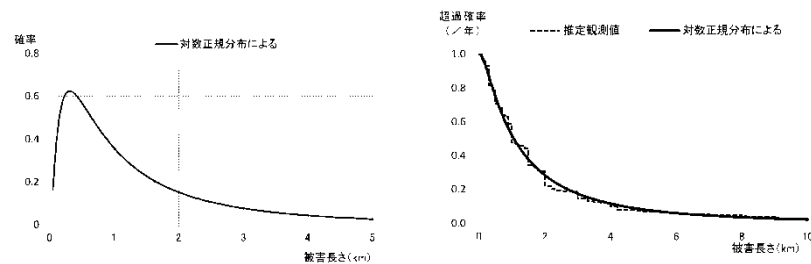 確率
対数正規分布による
0.8
0.6
0.4
0.2
0
0 1 2 3 4 5
被害長さ(km)
超過確率
(/年)
推定観測値 対数正規分布による
1.0
0.8
0.6
0.4
0.2
0.0
0 2 4 6 8 10
被害長さ(km)